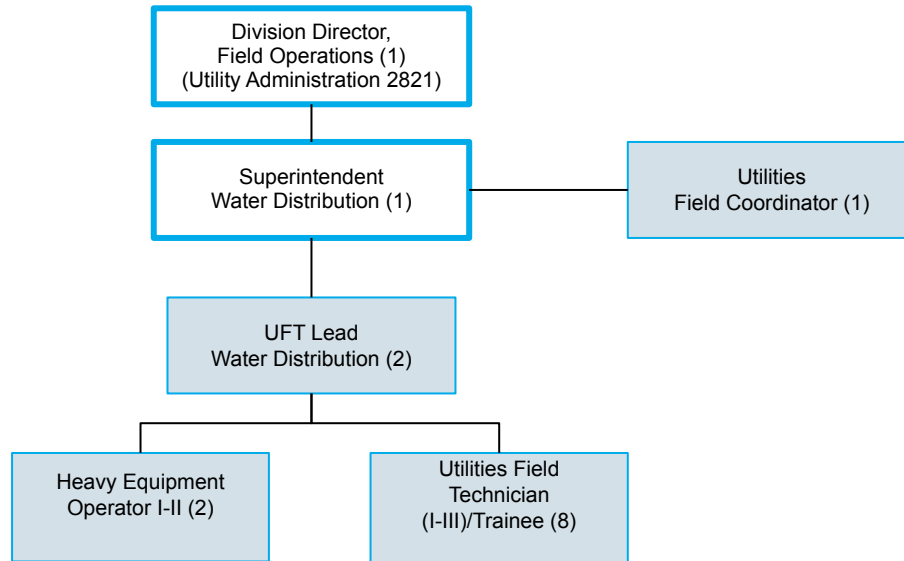 Division Director,
Field Operations (1)
(Utility Administration 2821)
Superintendent
Water Distribution (1)
Utilities
Field Coordinator (1)
UFT Lead
Water Distribution (2)
Heavy Equipment
Operator I-II (2)
Utilities Field
Technician
(I-III)/Trainee (8)